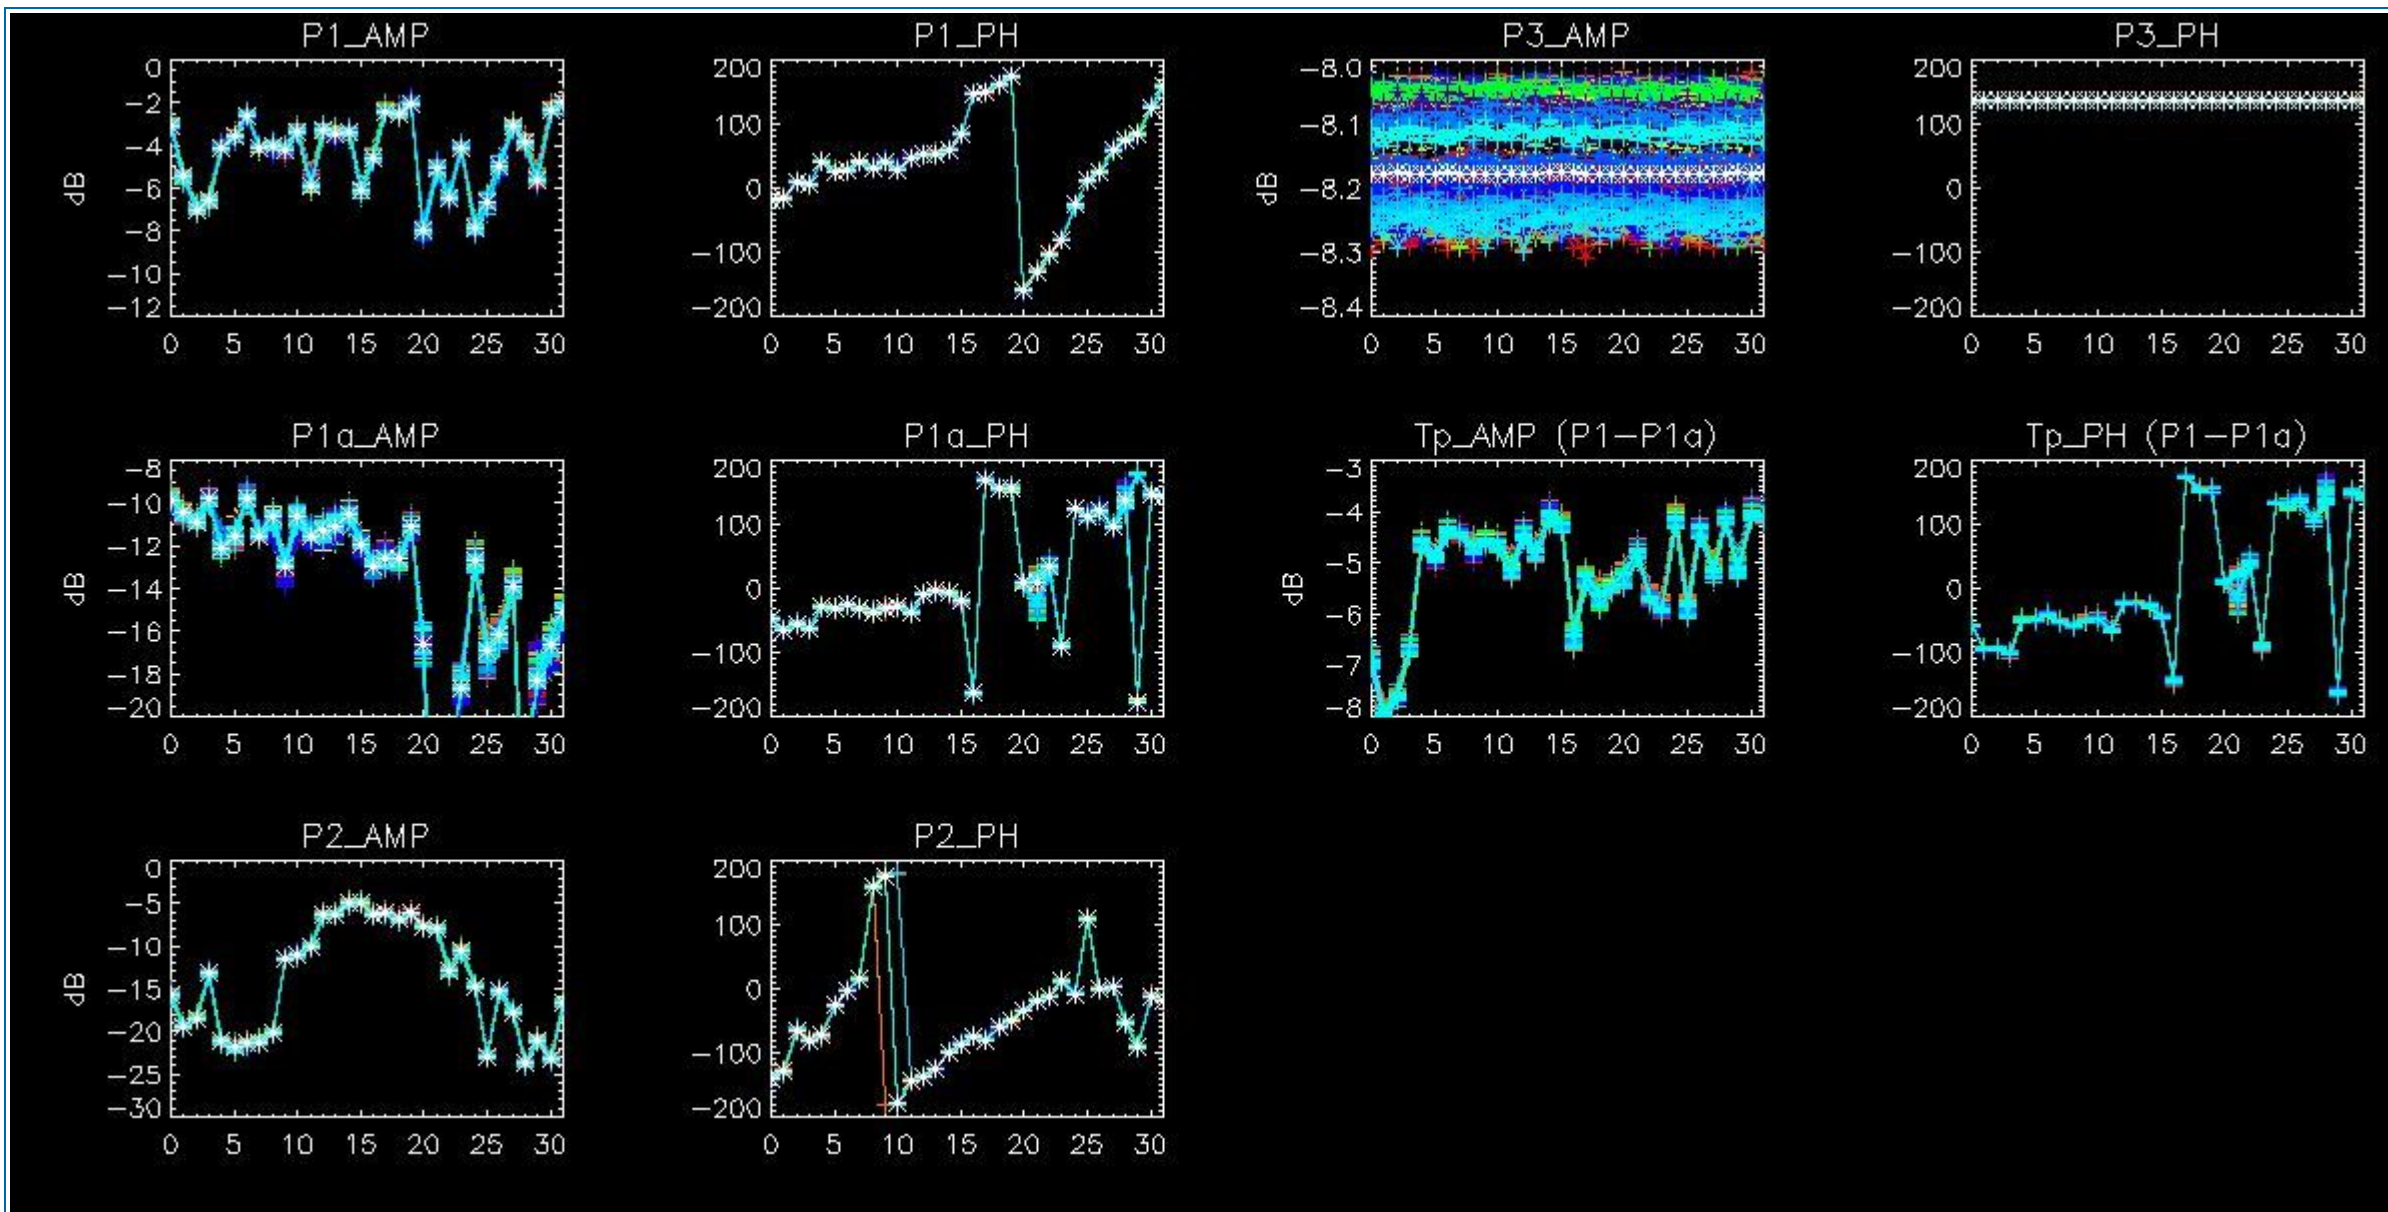 P1_AMP
0
−2
−4
−6
−8
−10
−12
dB
0 5 10 15 20 25 30
P1_PH
200
100
0
−100
−200
0 5 10 15 20 25 30
P3_AMP
−8.0
−8.1
−8.2
−8.3
−8.4
dB
0 5 10 15 20 25 30
P3_PH
200
100
0
−100
−200
0 5 10 15 20 25 30
P1a_AMP
−8
−10
−12
−14
−16
−18
−20
dB
0 5 10 15 20 25 30
P1a_PH
200
100
0
−100
−200
0 5 10 15 20 25 30
Tp_AMP (P1−P1a)
−3
−4
−5
−6
−7
−8
dB
0 5 10 15 20 25 30
Tp_PH (P1−P1a)
200
100
0
−100
−200
0 5 10 15 20 25 30
P2_AMP
0
−5
−10
−15
−20
−25
−30
dB
0 5 10 15 20 25 30
P2_PH
200
100
0
−100
−200
0 5 10 15 20 25 30